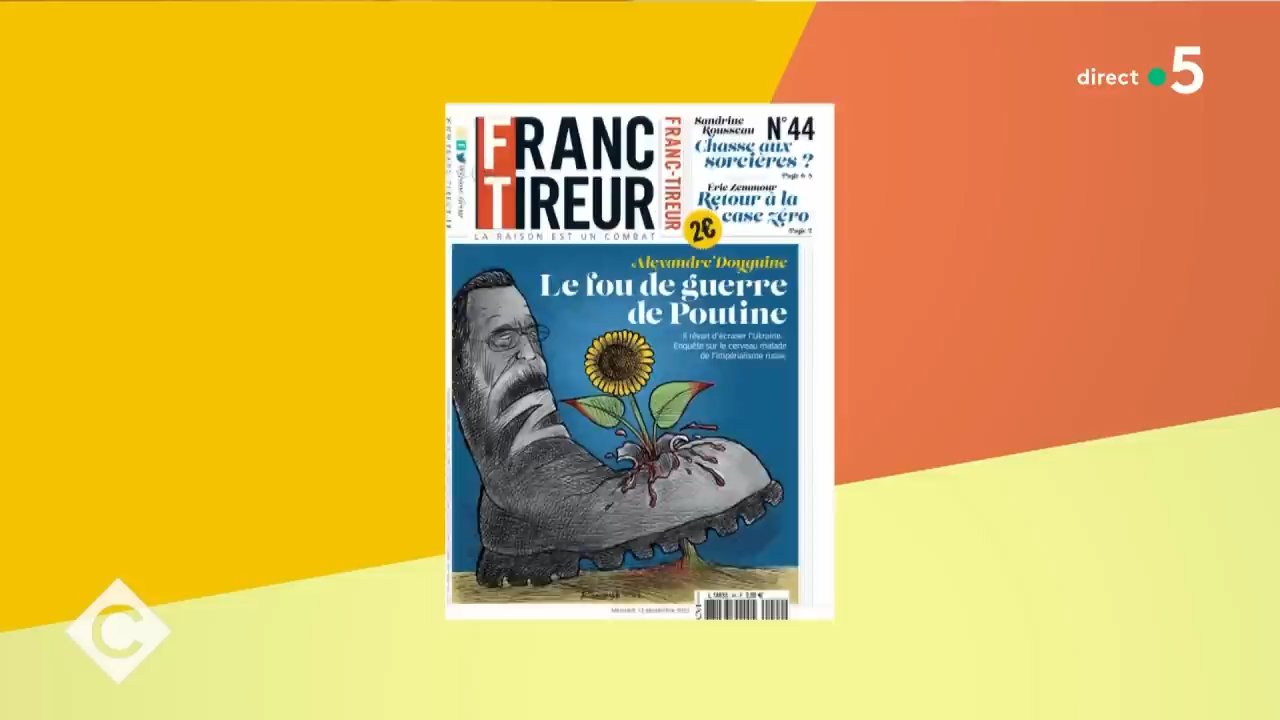 direct 5
FRANC
TIREUR
FRANC-TIREUR
LA RAISON EST UN COMBAT
2€
Sandrine
Rousseau
N°44
Chasse aux
sorcières ?
Eric Zemmour
Retour à la
case zéro
Alexandre Douguine
Le fou de guerre
de Poutine
Il rêvait d'écraser l'Ukraine.
Enquête sur le cerveau malade
de l'impérialisme russe.
C